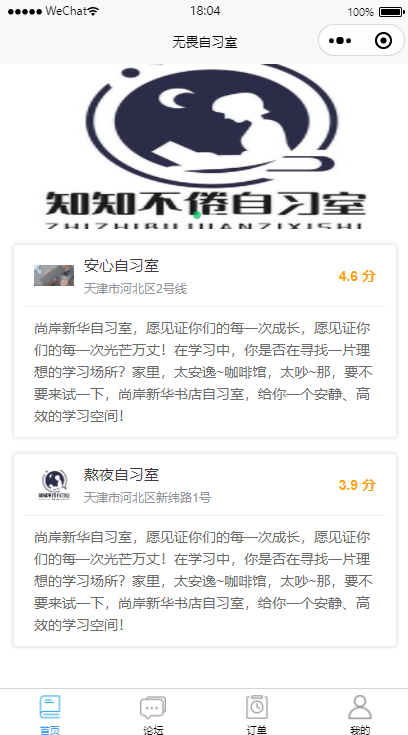 WeChat 18:04 100%
无畏自习室
知知不倦自习室
ZHIZHIBUJUANZIXISHI
安心自习室
天津市河北区2号线
4.6 分
尚岸新华自习室，愿见证你们的每一次成长，愿见你
们的每一次光芒万丈！在学习中，你是否在寻找一片理
想的学习场所？家里，太安逸~咖啡馆，太吵~那，要不
要来试一下，尚岸新华书店自习室，给你一个安静、高
效的学习空间！
熬夜自习室
天津市河北区新纬路1号
3.9 分
尚岸新华自习室，愿见证你们的每一次成长，愿见你
们的每一次光芒万丈！在学习中，你是否在寻找一片理
想的学习场所？家里，太安逸~咖啡馆，太吵~那，要不
要来试一下，尚岸新华书店自习室，给你一个安静、高
效的学习空间！
首页 论坛 订单 我的